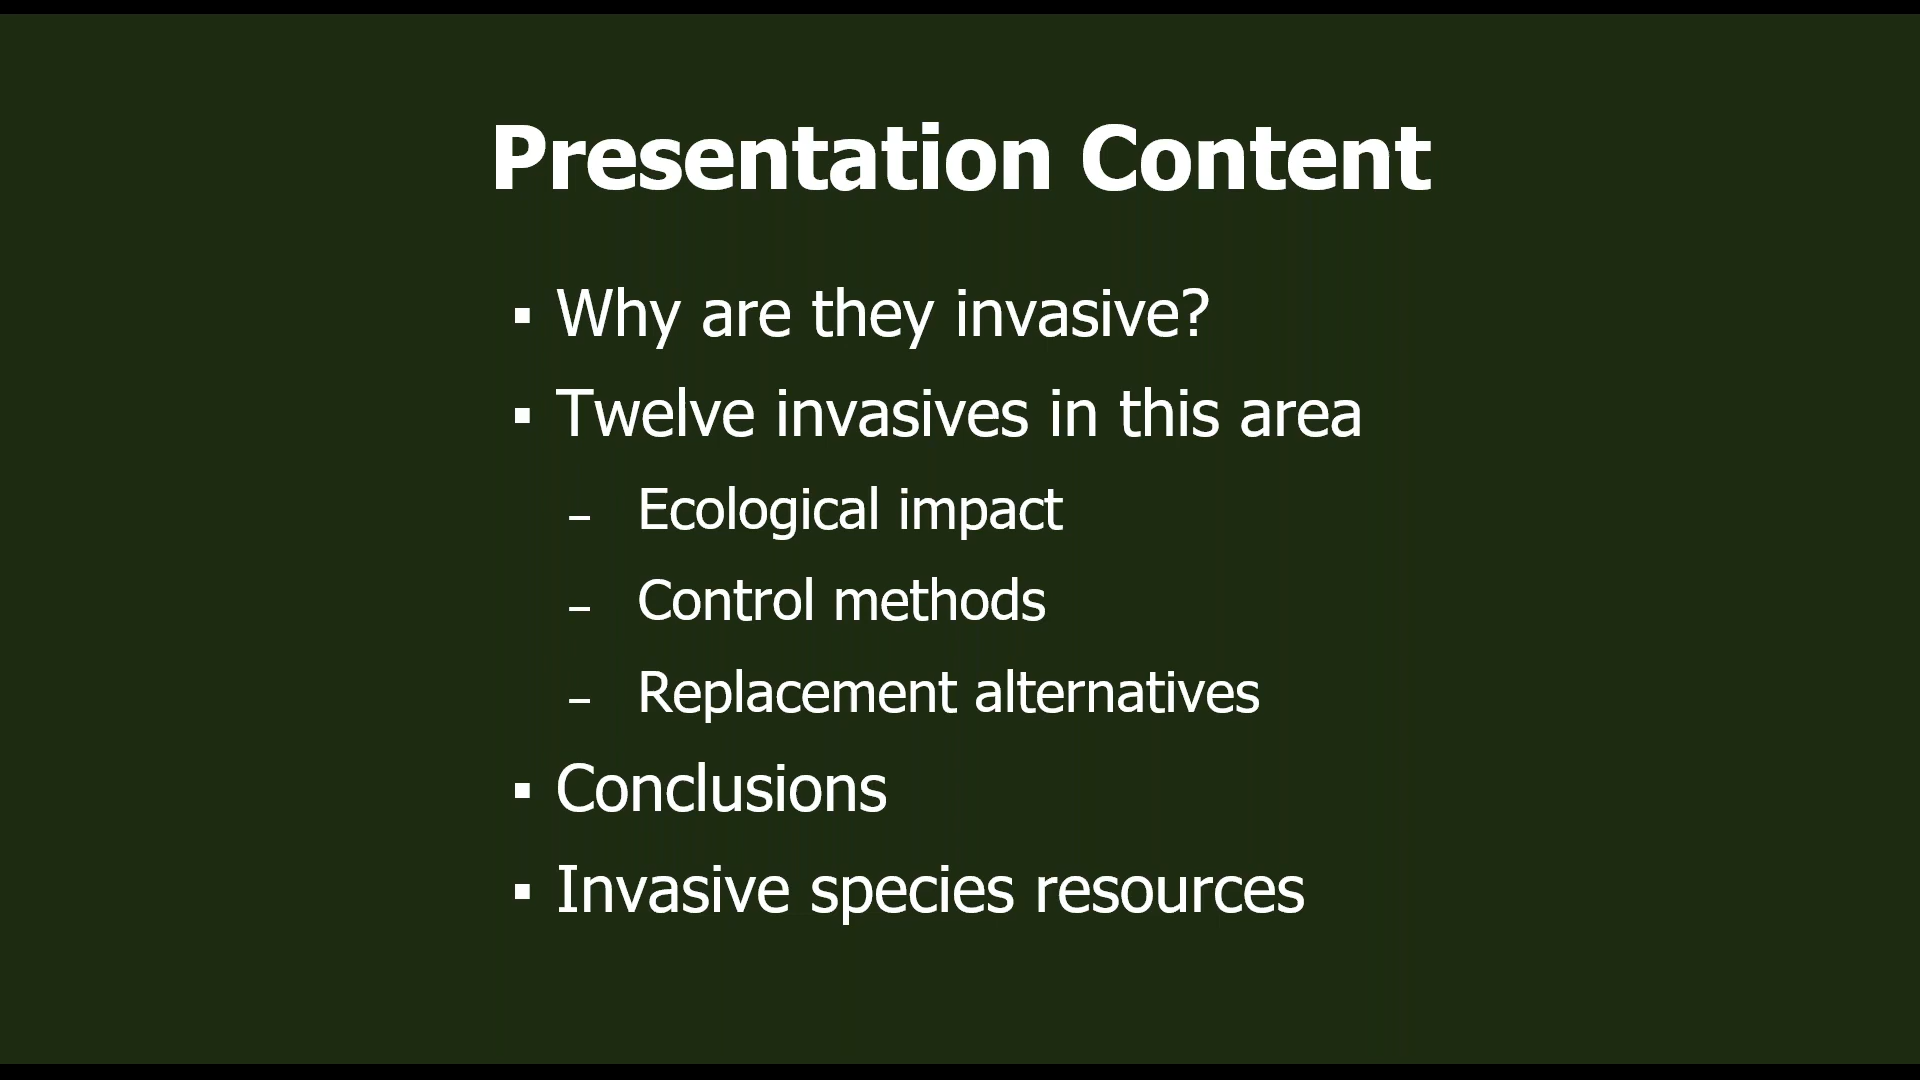 Presentation Content
▪ Why are they invasive?
▪ Twelve invasives in this area
– Ecological impact
– Control methods
– Replacement alternatives
▪ Conclusions
▪ Invasive species resources